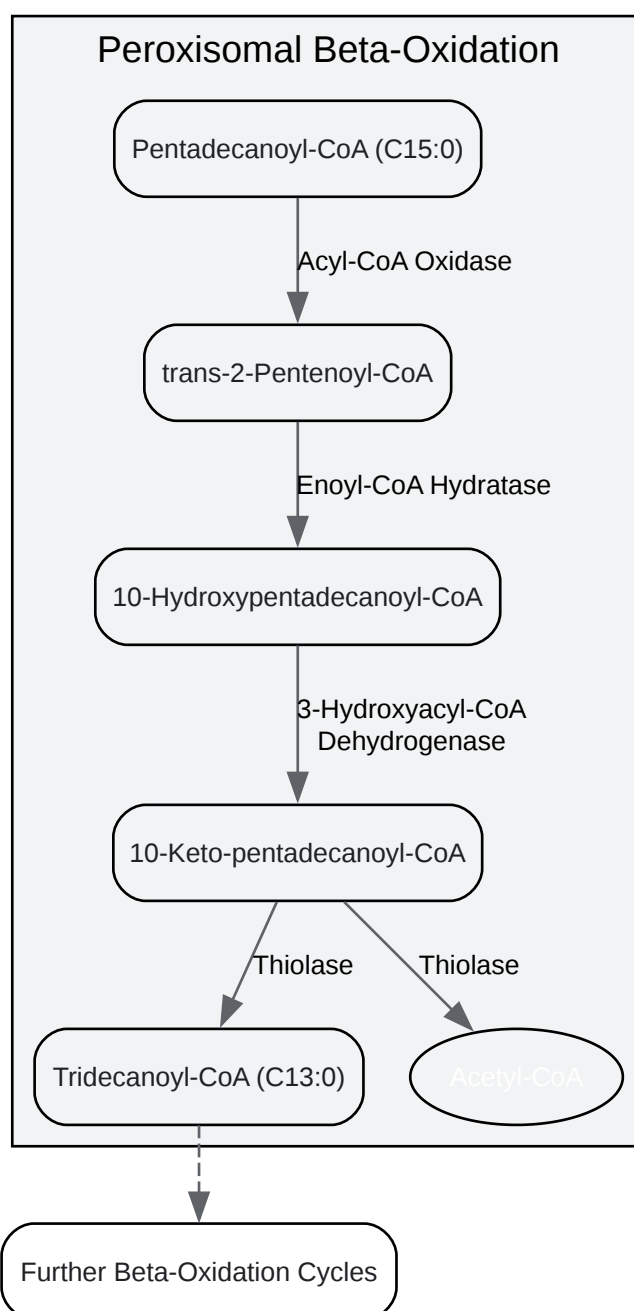 Peroxisomal Beta-Oxidation
Pentadecanoyl-CoA (C15:0)
Acyl-CoA Oxidase
trans-2-Pentenoyl-CoA
Enoyl-CoA Hydratase
10-Hydroxypentadecanoyl-CoA
3-Hydroxyacyl-CoA
Dehydrogenase
10-Keto-pentadecanoyl-CoA
Thiolase
Thiolase
Tridecanoyl-CoA (C13:0)
Acetyl-CoA
Further Beta-Oxidation Cycles